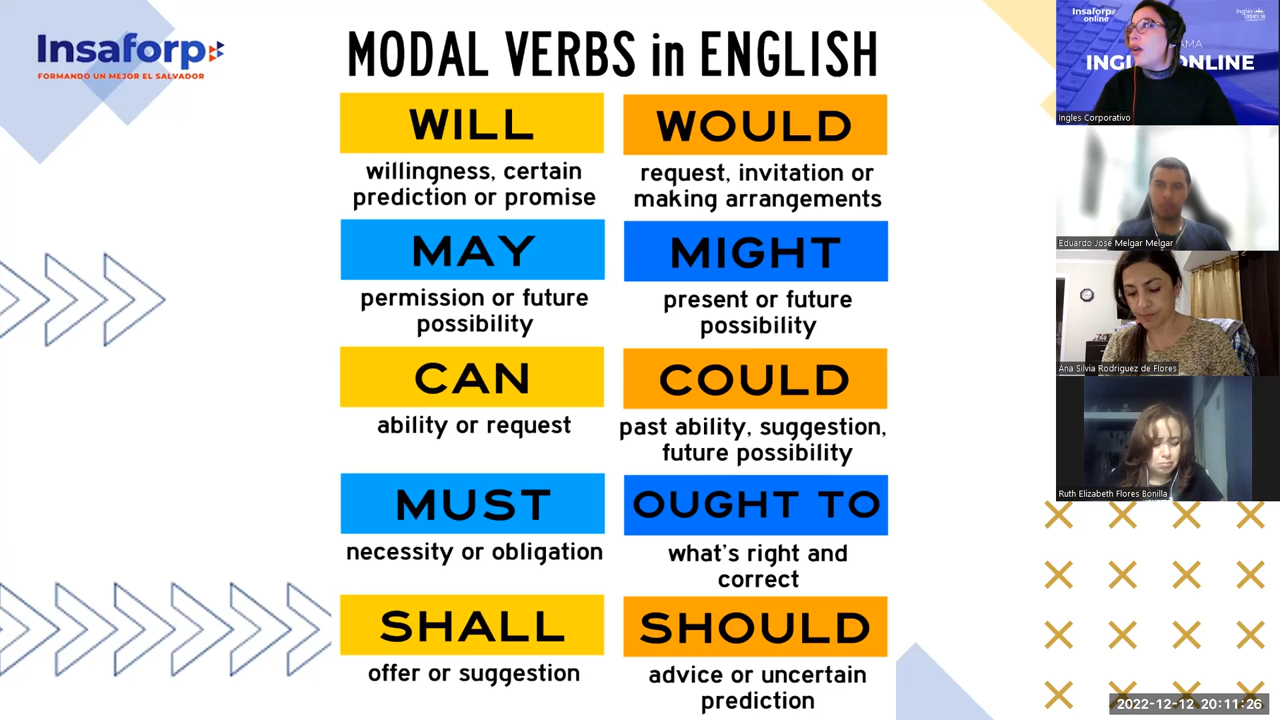 Insaforp
FORMANDO UN MEJOR EL SALVADOR
MODAL VERBS in ENGLISH
WILL
willingness, certain
prediction or promise
WOULD
request, invitation or
making arrangements
MAY
permission or future
possibility
MIGHT
present or future
possibility
CAN
ability or request
COULD
past ability, suggestion,
future possibility
MUST
necessity or obligation
OUGHT TO
what's right and
correct
SHALL
offer or suggestion
SHOULD
advice or uncertain
prediction
Insaforp
online
Ingles Corporativo
Eduardo José Melgar Melgar
Ana Silvia Rodriguez de Flores
Ruth Elizabeth Flores Bonilla
2022-12-12 20:11:26